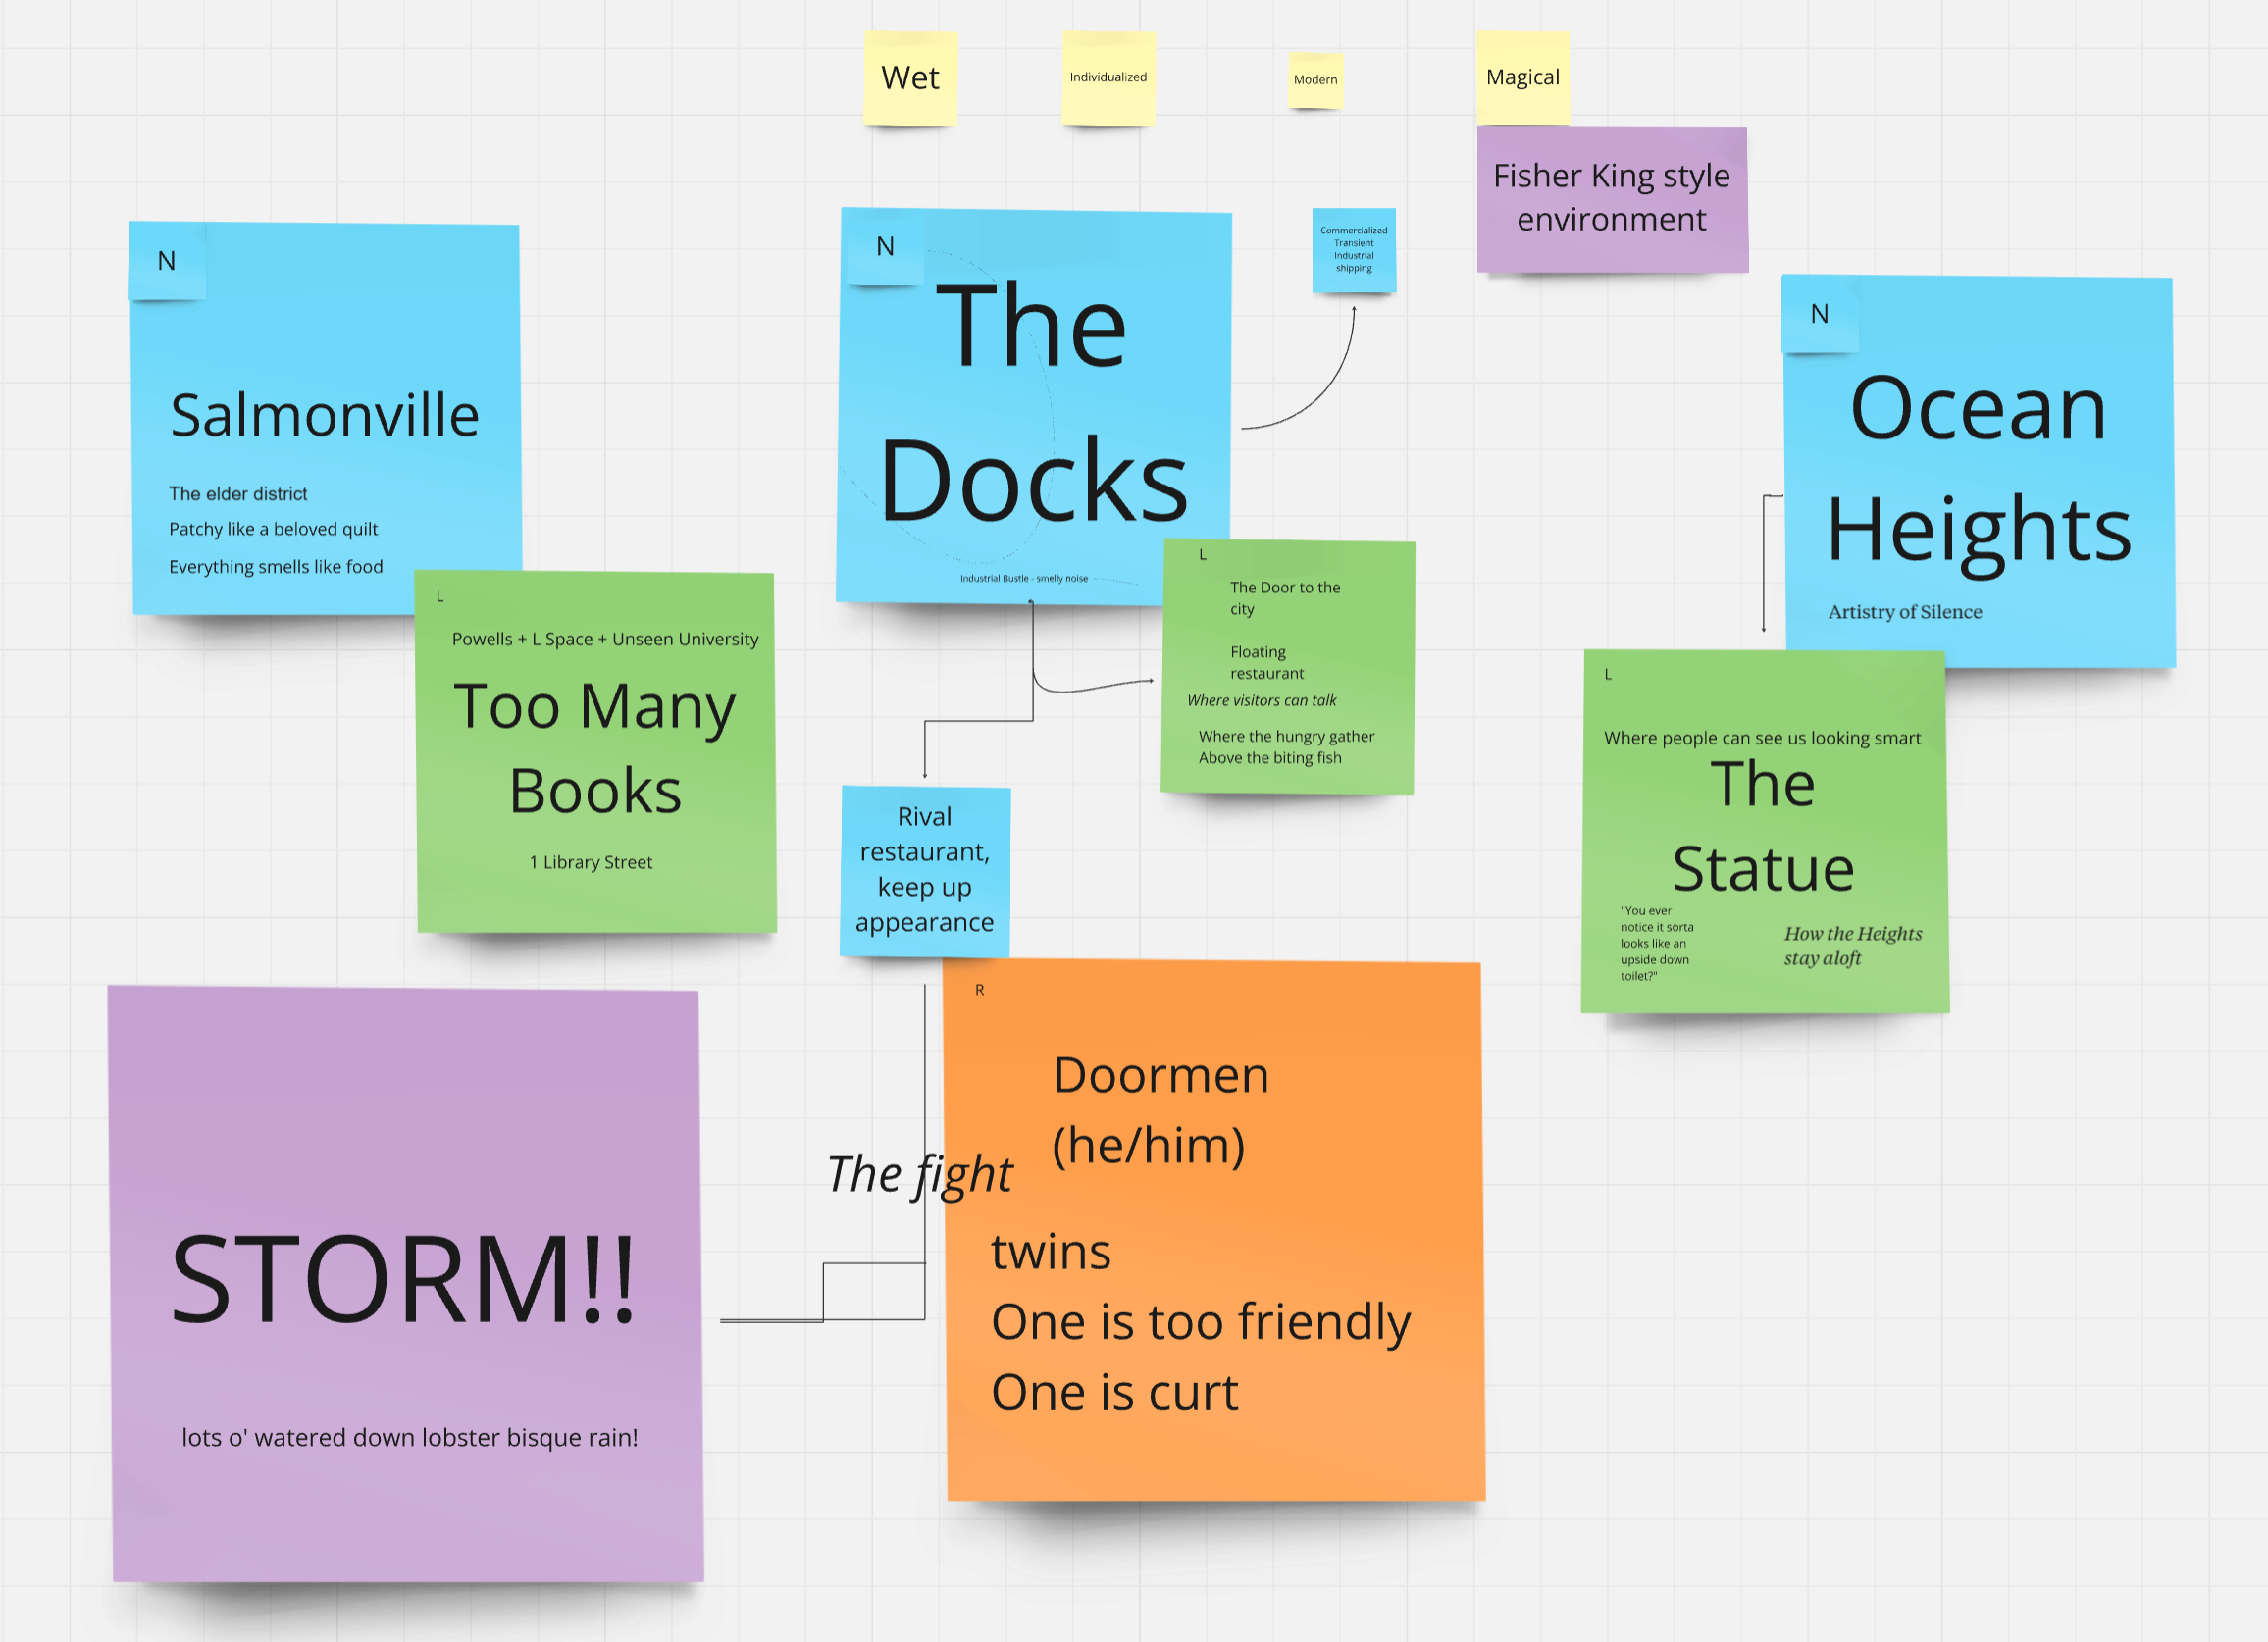 Wet
Individualized
Modern
Magical
Fisher King style
environment
N
Salmonville
The elder district
Patchy like a beloved quilt
Everything smells like food
L
Powells + L Space + Unseen University
Too Many
Books
1 Library Street
N
The
Docks
Industrial Bustle - smelly noise
Commercialized
Transient
Industrial
shipping
L
The Door to the
city
Floating
restaurant
Where visitors can talk
Where the hungry gather
Above the biting fish
N
Ocean
Heights
Artistry of Silence
L
Where people can see us looking smart
The
Statue
"You ever
notice it sorta
looks like an
upside down
toilet?"
How the Heights
stay aloft
Rival
restaurant,
keep up
appearance
STORM!!
lots o' watered down lobster bisque rain!
The fight
R
Doormen
(he/him)
twins
One is too friendly
One is curt